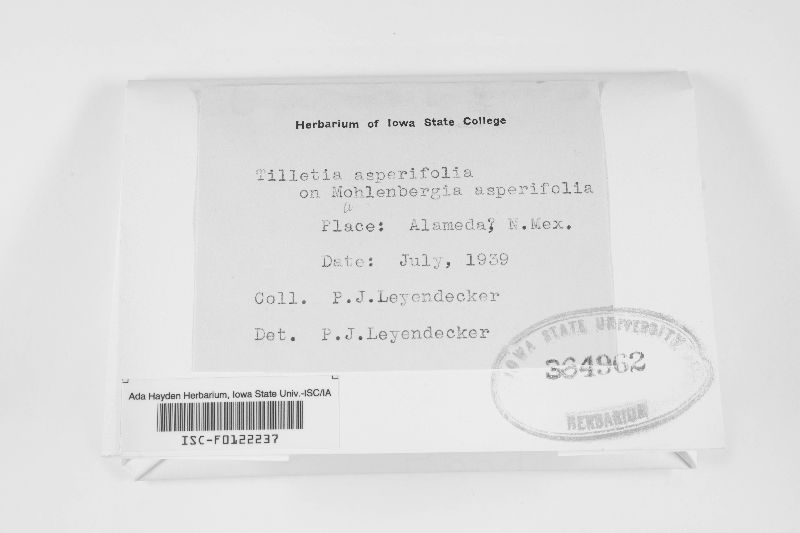 Herbarium of Iowa State College
Tilletia asperifolia
on Mohlenbergia asperifolia
u
Place: Alameda, N.Mex.
Date: July, 1939
Coll. P.J.Leyendecker
Det. P.J.Leyendecker
IOWA STATE UNIVERSITY
364962
HERBARIUM
Ada Hayden Herbarium, Iowa State Univ.-ISC/IA
ISC-F0122237